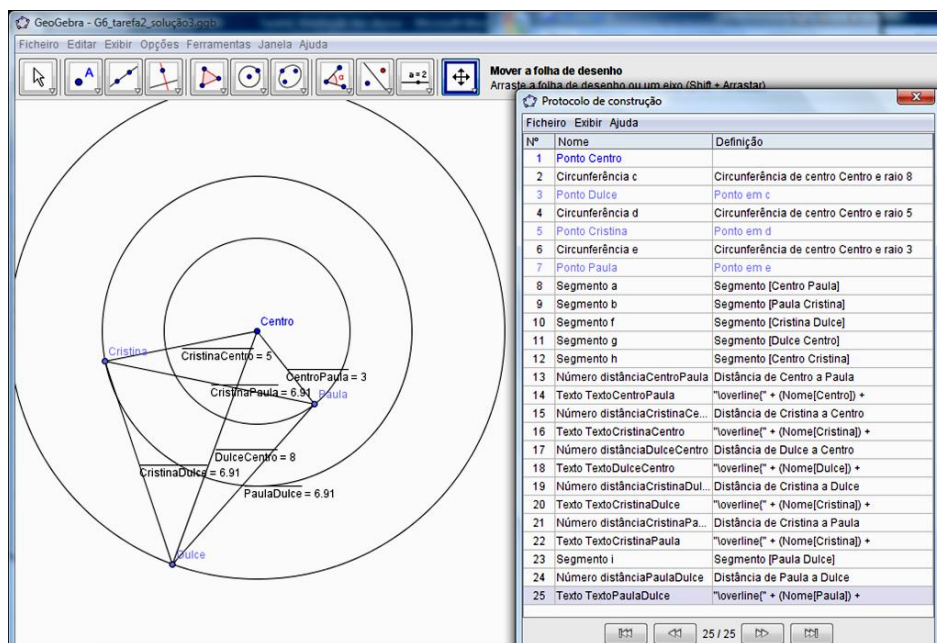 GeoGebra - G6_tarefa2_solução3.ggb
Ficheiro Editar Exibir Opções Ferramentas Janela Ajuda
A
α
a=2
Mover a folha de desenho
Arraste a folha de desenho ou um eixo (Shift + Arrastar)
Centro
Cristina
CristinaCentro = 5
CentroPaula = 3
CristinaPaula = 6.91
Paula
DulceCentro = 8
CristinaDulce = 6.91
PaulaDulce = 6.91
Dulce
Protocolo de construção
Ficheiro Exibir Ajuda
Nº Nome Definição
1 Ponto Centro
2 Circunferência c Circunferência de centro Centro e raio 8
3 Ponto Dulce Ponto em c
4 Circunferência d Circunferência de centro Centro e raio 5
5 Ponto Cristina Ponto em d
6 Circunferência e Circunferência de centro Centro e raio 3
7 Ponto Paula Ponto em e
8 Segmento a Segmento [Centro Paula]
9 Segmento b Segmento [Paula Cristina]
10 Segmento f Segmento [Cristina Dulce]
11 Segmento g Segmento [Dulce Centro]
12 Segmento h Segmento [Centro Cristina]
13 Número distânciaCentroPaula Distância de Centro a Paula
14 Texto TextoCentroPaula "\overline{" + (Nome[Centro]) +
15 Número distânciaCristinaCe... Distância de Cristina a Centro
16 Texto TextoCristinaCentro "\overline{" + (Nome[Cristina]) +
17 Número distânciaDulceCentro Distância de Dulce a Centro
18 Texto TextoDulceCentro "\overline{" + (Nome[Dulce]) +
19 Número distânciaCristinaDul... Distância de Cristina a Dulce
20 Texto TextoCristinaDulce "\overline{" + (Nome[Cristina]) +
21 Número distânciaCristinaPa... Distância de Cristina a Paula
22 Texto TextoCristinaPaula "\overline{" + (Nome[Cristina]) +
23 Segmento i Segmento [Paula Dulce]
24 Número distânciaPaulaDulce Distância de Paula a Dulce
25 Texto TextoPaulaDulce "\overline{" + (Nome[Paula]) +
25 / 25